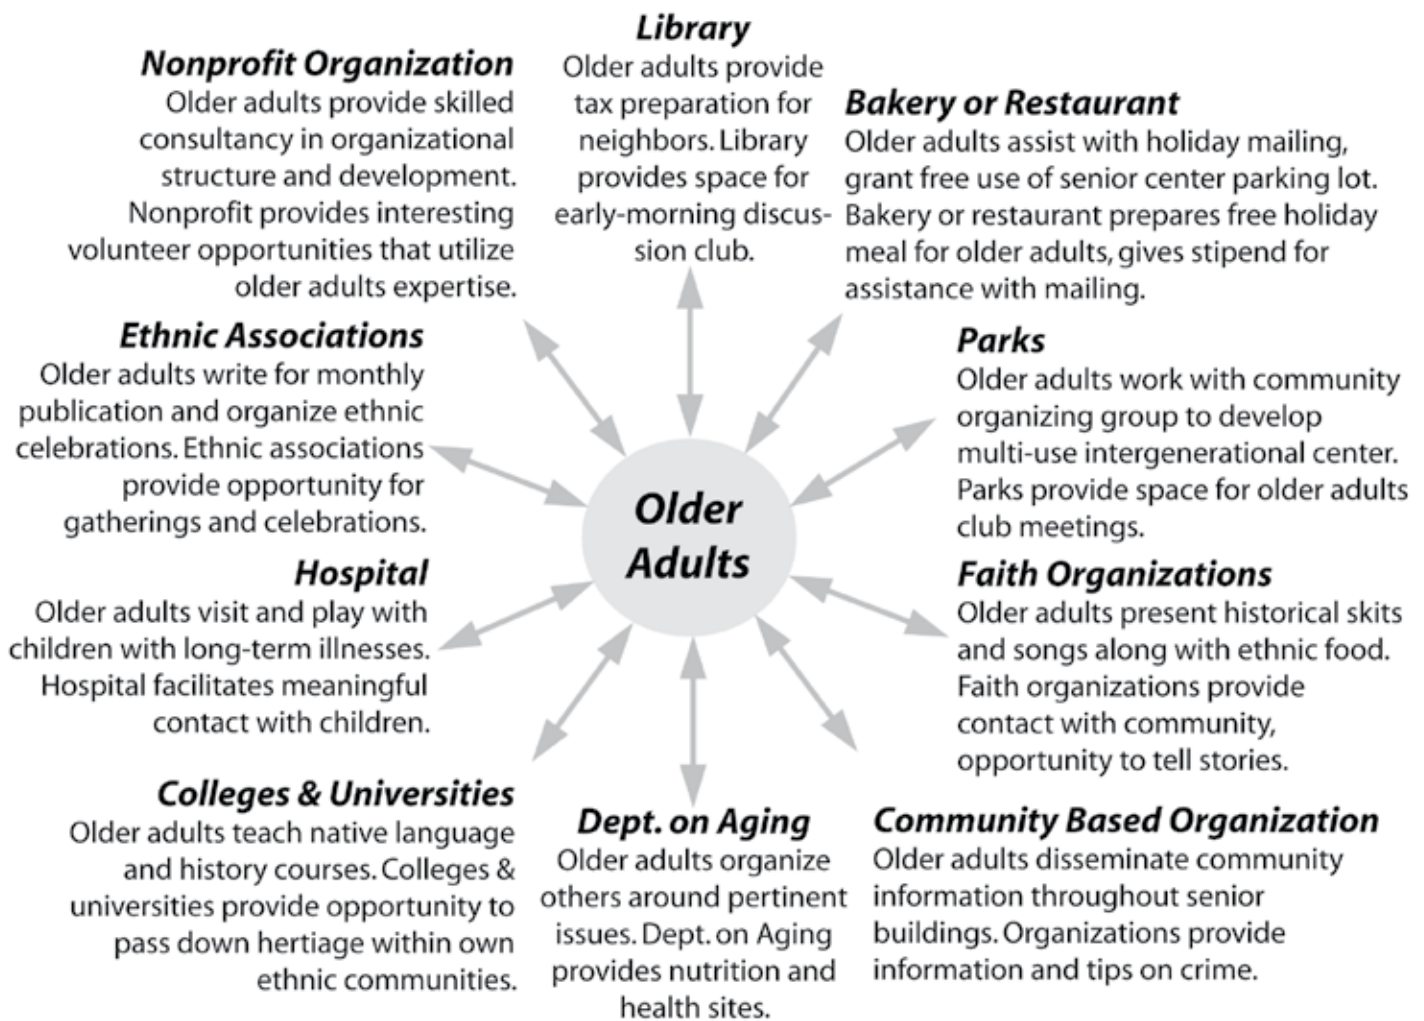 Library
Older adults provide
tax preparation for
neighbors. Library
provides space for
early-morning discus-
sion club.
Nonprofit Organization
Older adults provide skilled
consultancy in organizational
structure and development.
Nonprofit provides interesting
volunteer opportunities that utilize
older adults expertise.
Bakery or Restaurant
Older adults assist with holiday mailing,
grant free use of senior center parking lot.
Bakery or restaurant prepares free holiday
meal for older adults, gives stipend for
assistance with mailing.
Ethnic Associations
Older adults write for monthly
publication and organize ethnic
celebrations. Ethnic associations
provide opportunity for
gatherings and celebrations.
Parks
Older adults work with community
organizing group to develop
multi-use intergenerational center.
Parks provide space for older adults
club meetings.
Older
Adults
Hospital
Older adults visit and play with
children with long-term illnesses.
Hospital facilitates meaningful
contact with children.
Faith Organizations
Older adults present historical skits
and songs along with ethnic food.
Faith organizations provide
contact with community,
opportunity to tell stories.
Colleges & Universities
Older adults teach native language
and history courses. Colleges &
universities provide opportunity to
pass down hertiage within own
ethnic communities.
Dept. on Aging
Older adults organize
others around pertinent
issues. Dept. on Aging
provides nutrition and
health sites.
Community Based Organization
Older adults disseminate community
information throughout senior
buildings. Organizations provide
information and tips on crime.